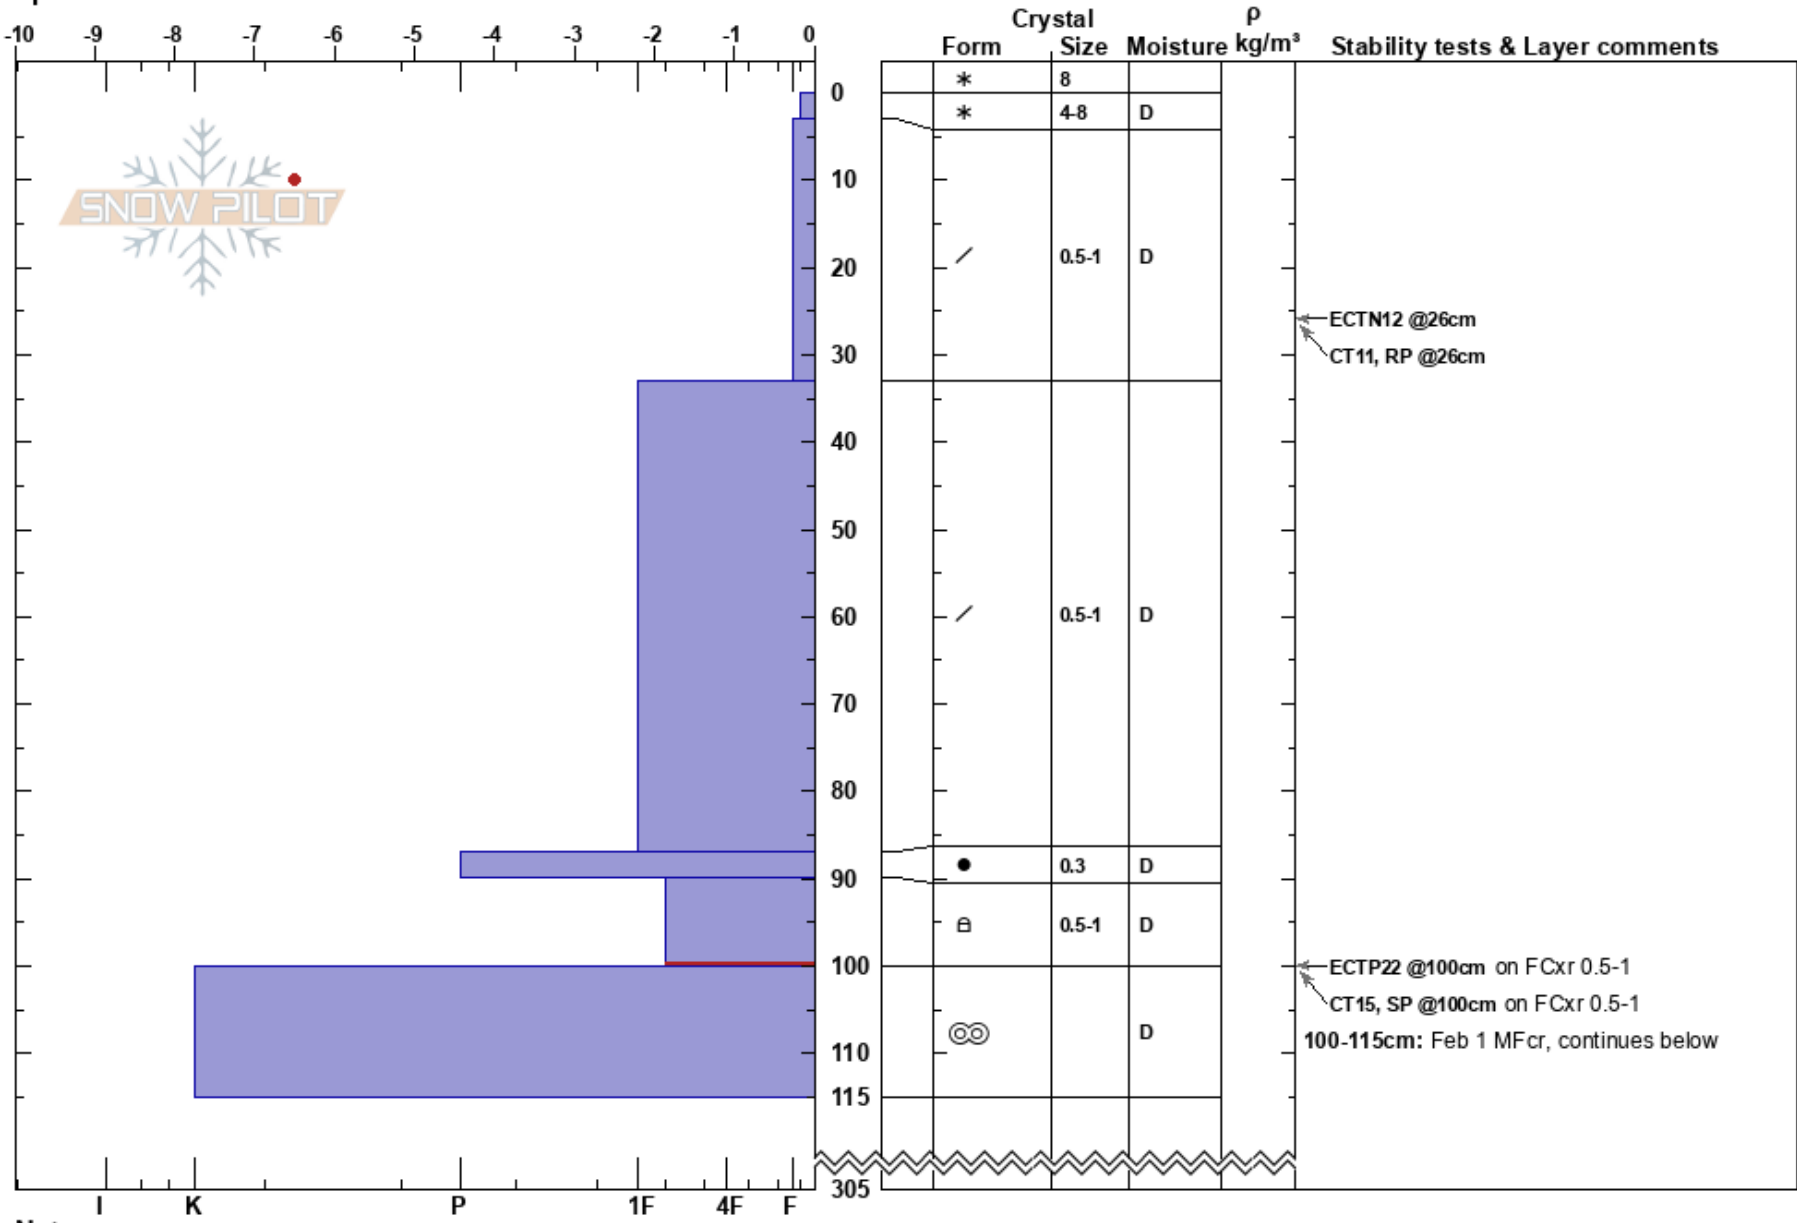 Crystal ρ
-10 -9 -8 -7 -6 -5 -4 -3 -2 -1 0 Form Size Moisture kg/m³ Stability tests & Layer comments
8
0
4-8 D
10
SNOW PILOT
0.5-1 D
20
ECTN12 @26cm
30 CT11, RP @26cm
40
50
60 0.5-1 D
70
80
0.3 D
90
0.5-1 D
100 ECTP22 @100cm on FCxr 0.5-1
CT15, SP @100cm on FCxr 0.5-1
D 100-115cm: Feb 1 MFcr, continues below
110
115
305
I K P 1F 4F F